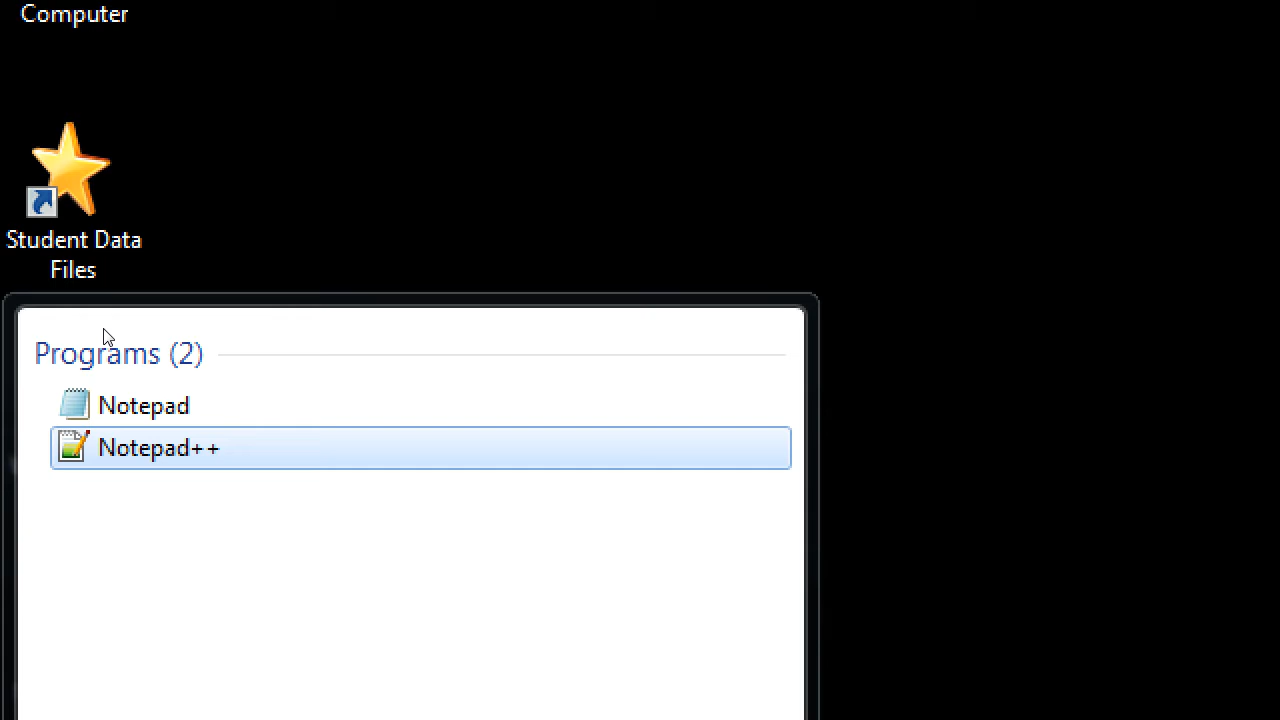 Computer
Student Data
Files
Programs (2)
Notepad
Notepad++